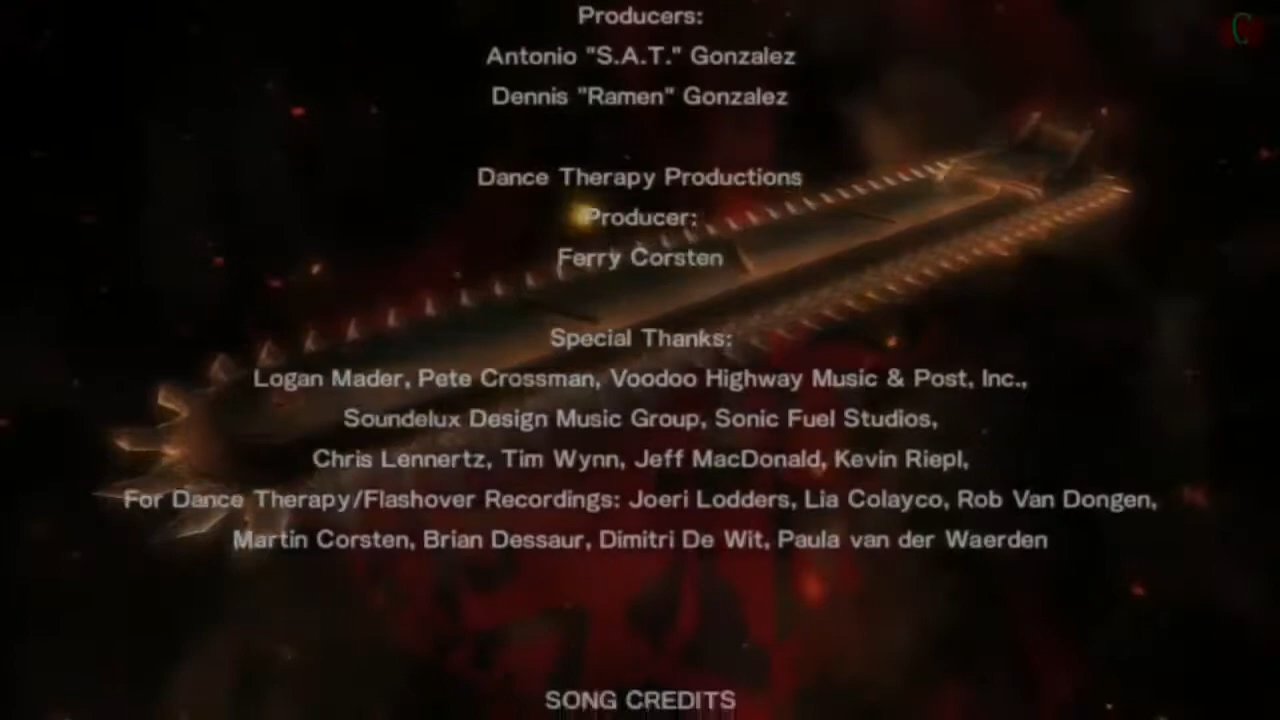 Producers:
Antonio "S.A.T." Gonzalez
Dennis "Ramen" Gonzalez
Dance Therapy Productions
Producer:
Ferry Corsten
Special Thanks:
Logan Mader, Pete Crossman, Voodoo Highway Music & Post, Inc.,
Soundelux Design Music Group, Sonic Fuel Studios,
Chris Lennertz, Tim Wynn, Jeff MacDonald, Kevin Riepl,
For Dance Therapy/Flashover Recordings: Joeri Lodders, Lia Colayco, Rob Van Dongen,
Martin Corsten, Brian Dessaur, Dimitri De Wit, Paula van der Waerden
SONG CREDITS